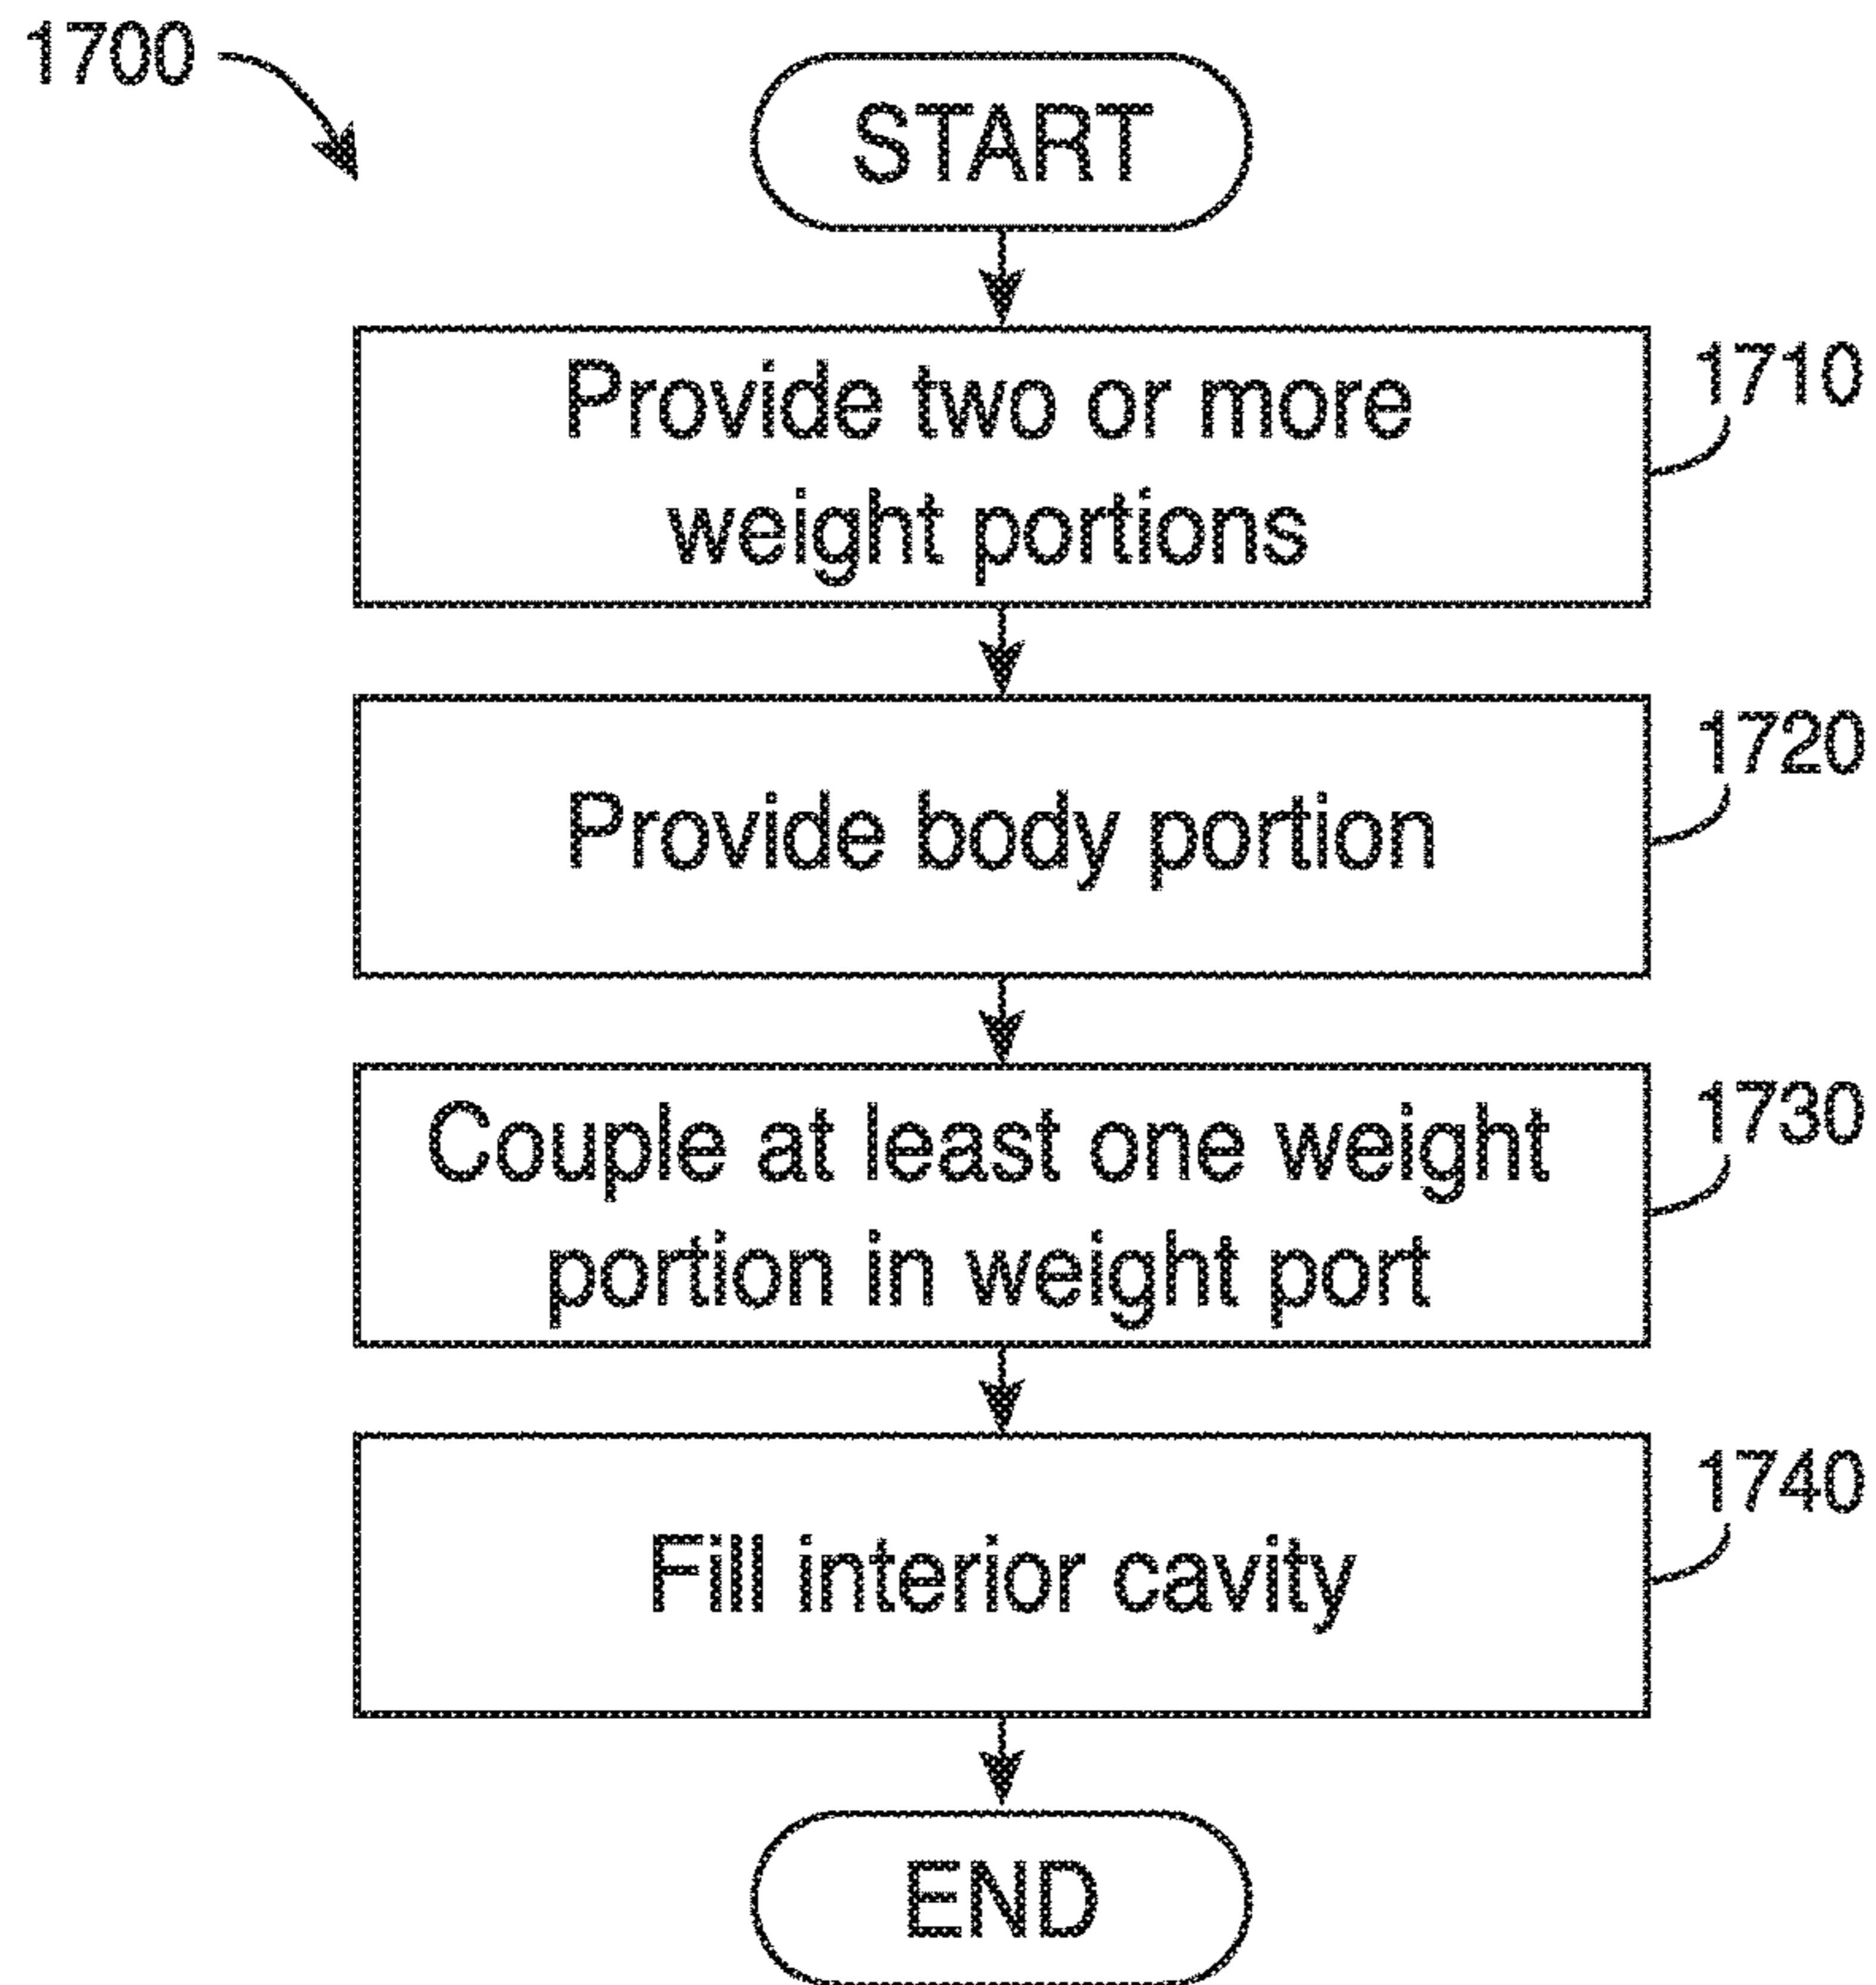 1700
START
Provide two or more
weight portions
1710
Provide body portion
1720
Couple at least one weight
portion in weight port
1730
Fill interior cavity
1740
END